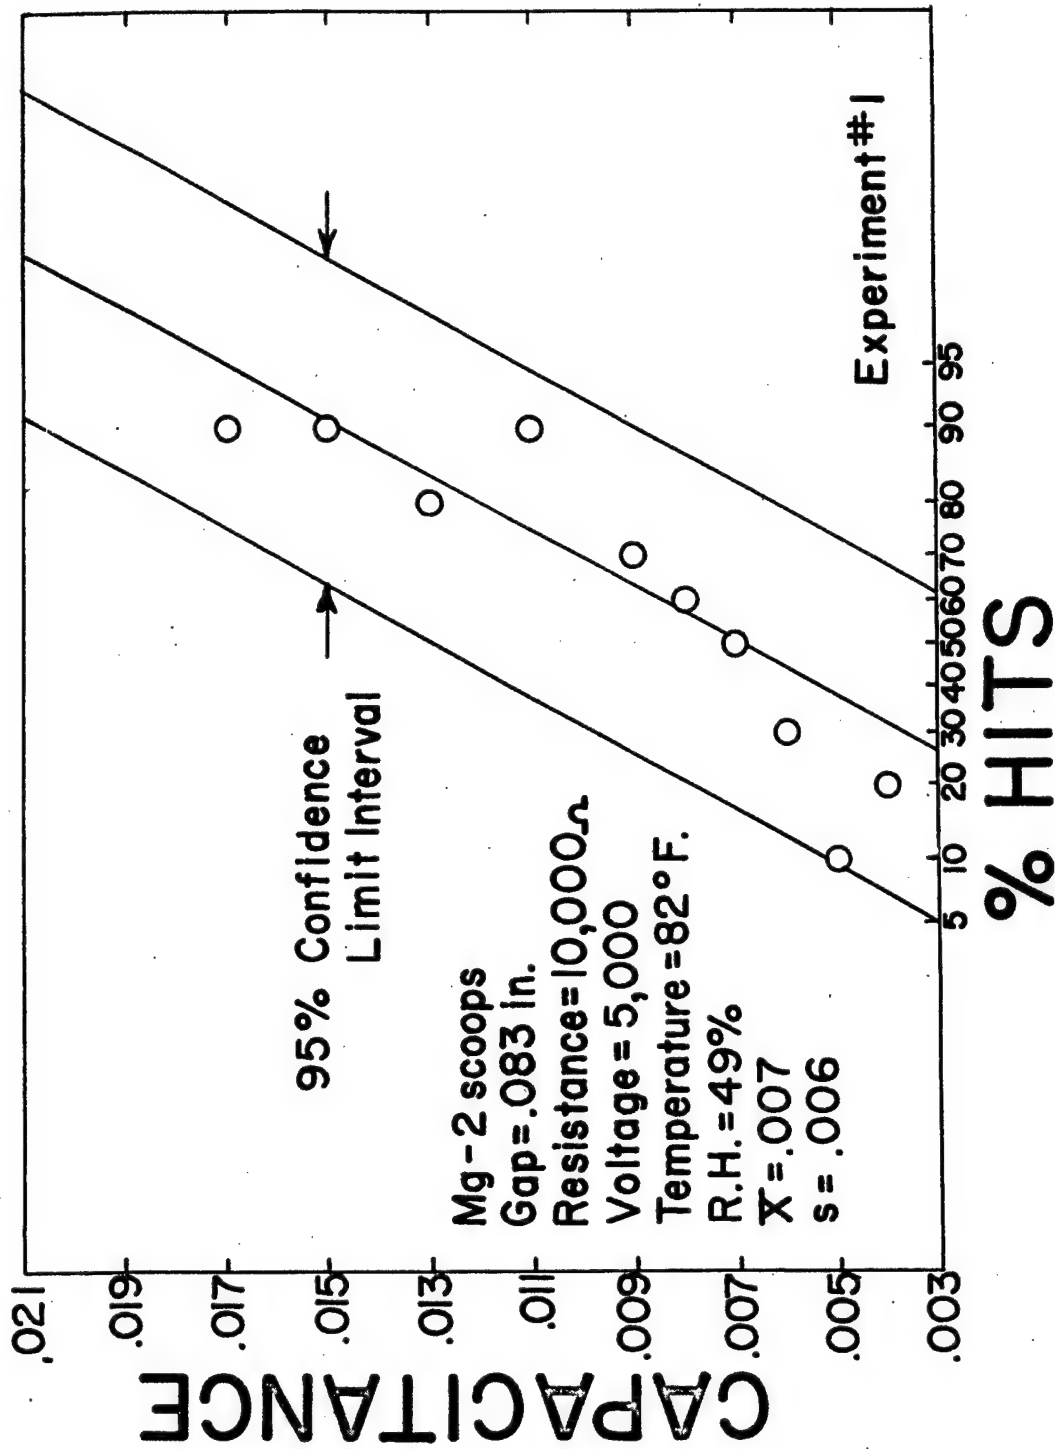 CAPACITANCE
.021
.019
.017
.015
.013
.011
.009
.007
.005
.003
95% Confidence
Limit Interval
Mg-2 scoops
Gap=.083 in.
Resistance=10,000Ω
Voltage=5,000
Temperature=82°F.
R.H.=49%
X̄=.007
s=.006
Experiment #1
5 10 20 30 40 50 60 70 80 90 95
% HITS